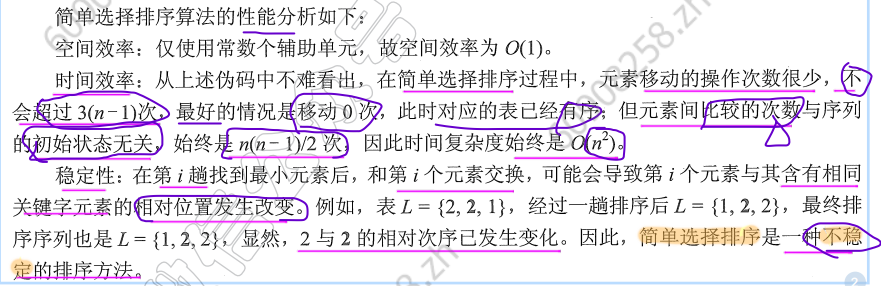 简单选择排序算法的性能分析如下:
空间效率:仅使用常数个辅助单元,故空间效率为 O(1)。
时间效率:从上述伪码中不难看出,在简单选择排序过程中,元素移动的操作次数很少,不
会超过 3(n−1)次,最好的情况是移动 0 次,此时对应的表已经有序;但元素间比较的次数与序列
的初始状态无关,始终是 n(n−1)/2 次,因此时间复杂度始终是 O(n²)。
稳定性:在第 i 趟找到最小元素后,和第 i 个元素交换,可能会导致第 i 个元素与其含有相同
关键字元素的相对位置发生改变。例如,表 L = {2, 2, 1},经过一趟排序后 L = {1, 2, 2},最终排
序序列也是 L = {1, 2, 2},显然,2 与 2 的相对次序已发生变化。因此,简单选择排序是一种不稳
定的排序方法。